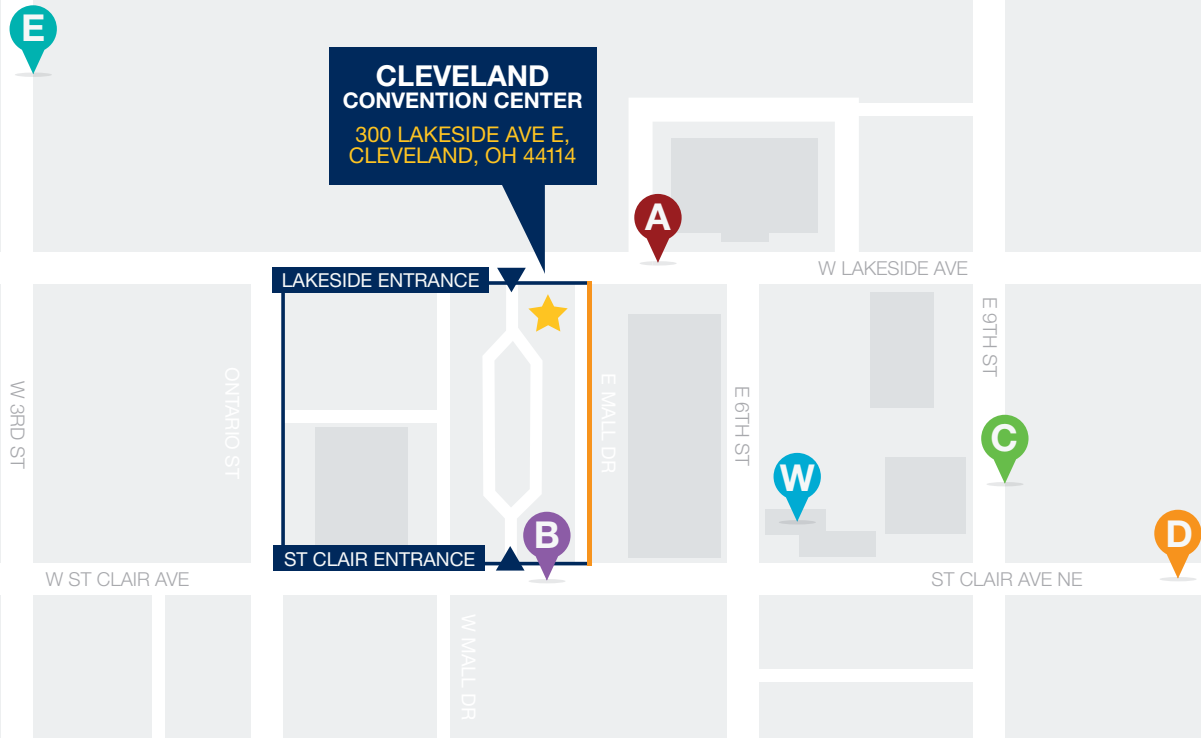 E
CLEVELAND
CONVENTION CENTER
300 LAKESIDE AVE E,
CLEVELAND, OH 44114
A
W LAKESIDE AVE
LAKESIDE ENTRANCE
W 3RD ST
ONTARIO ST
E MALL DR
E 6TH ST
E 9TH ST
C
W
B
D
ST CLAIR ENTRANCE
W ST CLAIR AVE
ST CLAIR AVE NE
W MALL DR